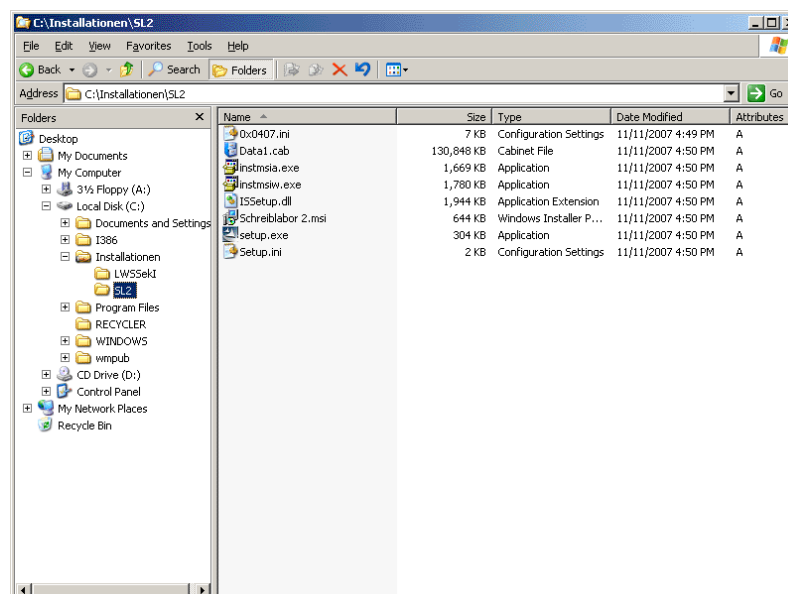 C:\Installationen\SL2
File Edit View Favorites Tools Help
Back Search Folders
Address C:\Installationen\SL2 Go
Folders
Desktop
My Documents
My Computer
3½ Floppy (A:)
Local Disk (C:)
Documents and Settings
I386
Installationen
LWSSekI
SL2
Program Files
RECYCLER
WINDOWS
wmpub
CD Drive (D:)
Control Panel
My Network Places
Recycle Bin
Name Size Type Date Modified Attributes
0x0407.ini 7 KB Configuration Settings 11/11/2007 4:49 PM A
Data1.cab 130,848 KB Cabinet File 11/11/2007 4:50 PM A
instmsia.exe 1,669 KB Application 11/11/2007 4:50 PM A
instmsiw.exe 1,780 KB Application 11/11/2007 4:50 PM A
ISSetup.dll 1,944 KB Application Extension 11/11/2007 4:50 PM A
Schreiblabor 2.msi 644 KB Windows Installer P... 11/11/2007 4:50 PM A
setup.exe 304 KB Application 11/11/2007 4:50 PM A
Setup.ini 2 KB Configuration Settings 11/11/2007 4:50 PM A